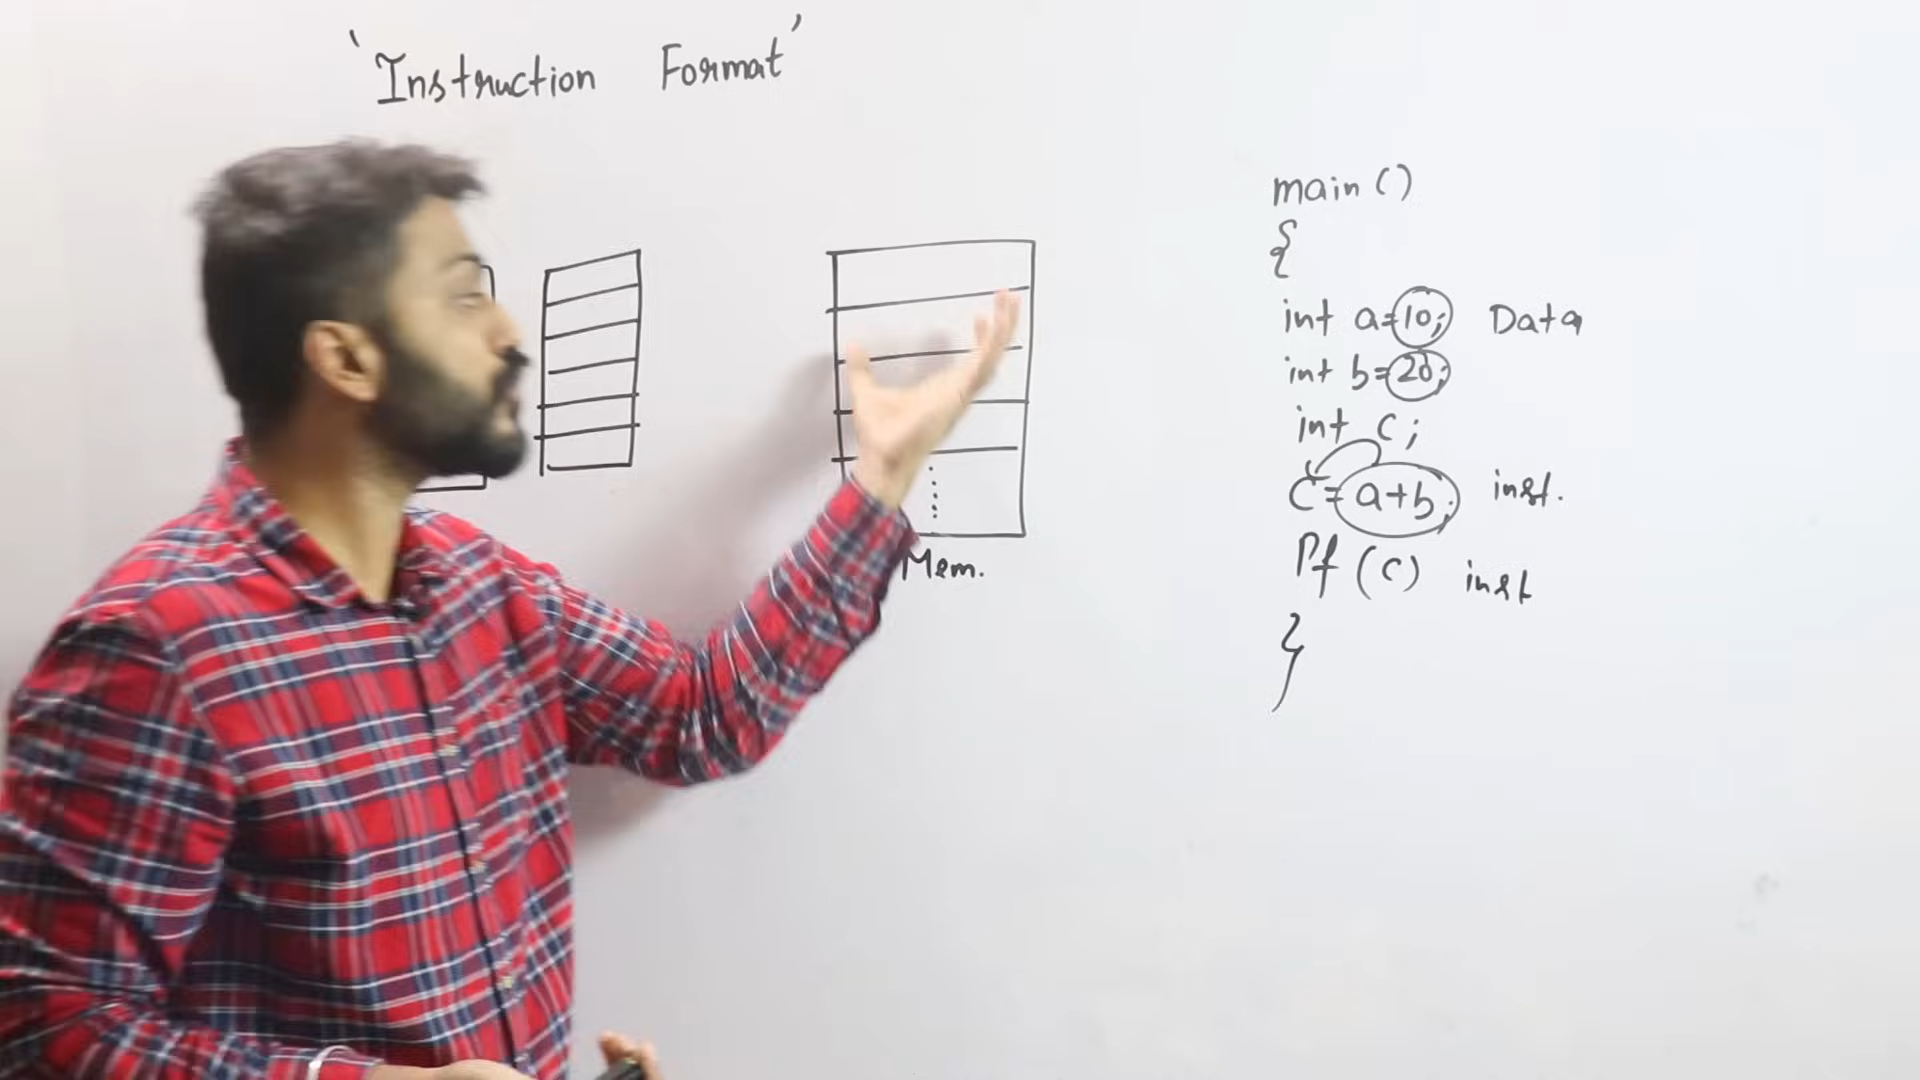 'Instruction Format'
main()
{
int a=10; Data
int b=20;
int c;
C=a+b; inst.
Pf (c) inst
}
Mem.